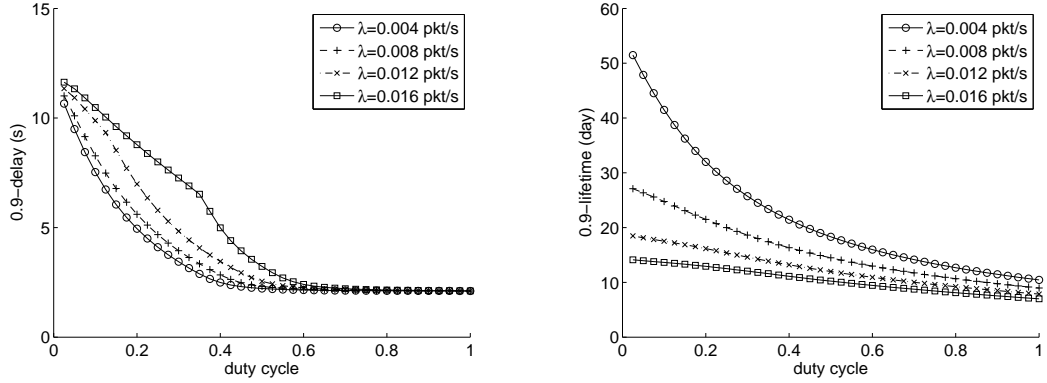 15
10
5
0
0
0.2
0.4
0.6
0.8
1
duty cycle
0.9−delay (s)
λ=0.004 pkt/s
λ=0.008 pkt/s
λ=0.012 pkt/s
λ=0.016 pkt/s
60
50
40
30
20
10
0
0
0.2
0.4
0.6
0.8
1
duty cycle
0.9−lifetime (day)
λ=0.004 pkt/s
λ=0.008 pkt/s
λ=0.012 pkt/s
λ=0.016 pkt/s